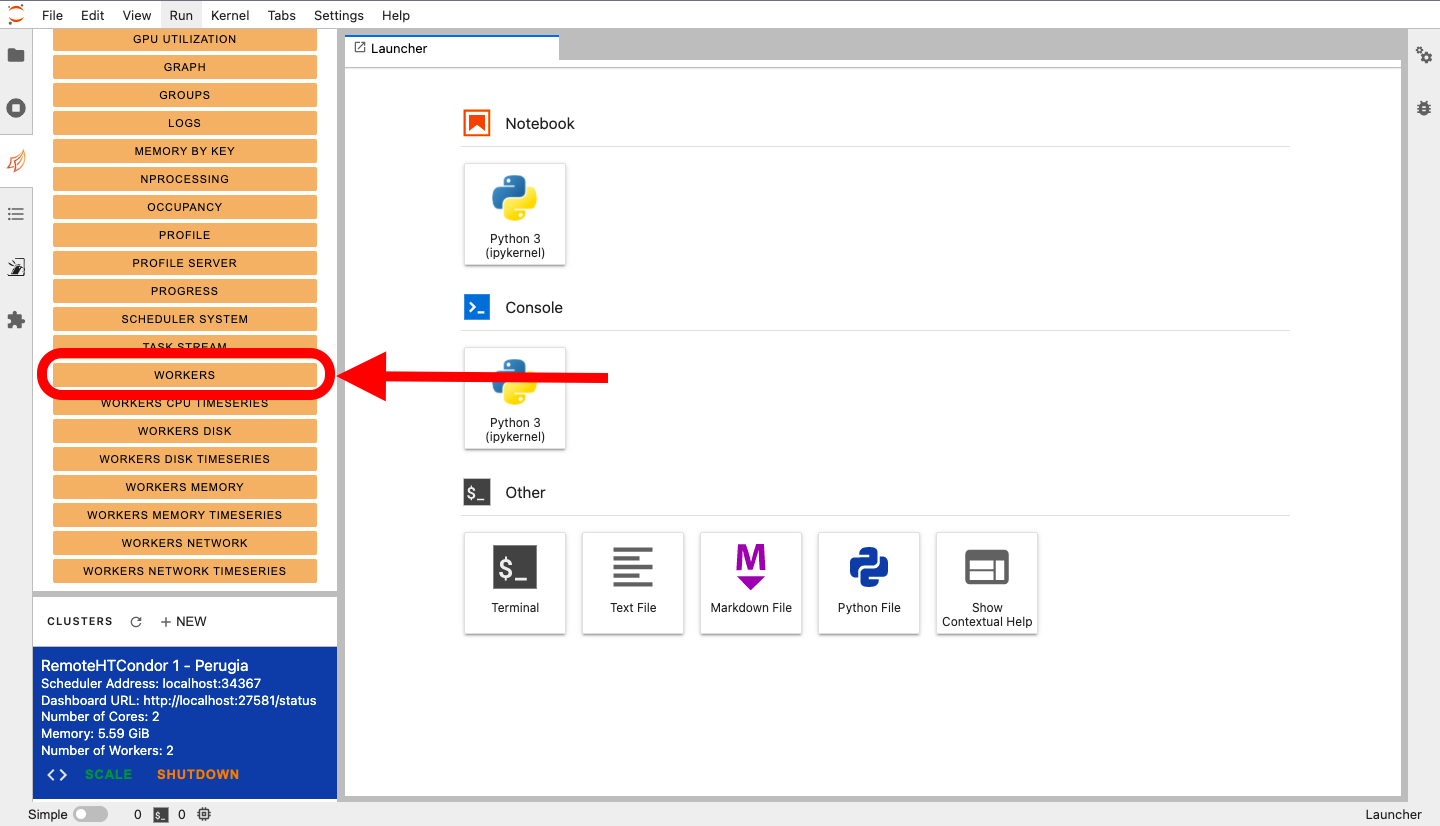 File Edit View Run Kernel Tabs Settings Help
GPU UTILIZATION
GRAPH
GROUPS
LOGS
MEMORY BY KEY
NPROCESSING
OCCUPANCY
PROFILE
PROFILE SERVER
PROGRESS
SCHEDULER SYSTEM
TASK STREAM
WORKERS
WORKERS CPU TIMESERIES
WORKERS DISK
WORKERS DISK TIMESERIES
WORKERS MEMORY
WORKERS MEMORY TIMESERIES
WORKERS NETWORK
WORKERS NETWORK TIMESERIES
CLUSTERS + NEW
RemoteHTCondor 1 - Perugia
Scheduler Address: localhost:34367
Dashboard URL: http://localhost:27581/status
Number of Cores: 2
Memory: 5.59 GiB
Number of Workers: 2
<> SCALE SHUTDOWN
Launcher
Notebook
Python 3
(ipykernel)
>_ Console
Python 3
(ipykernel)
$_ Other
$_
Terminal
Text File
M
Markdown File
Python File
Show
Contextual Help
Simple 0 $_ 0 Launcher